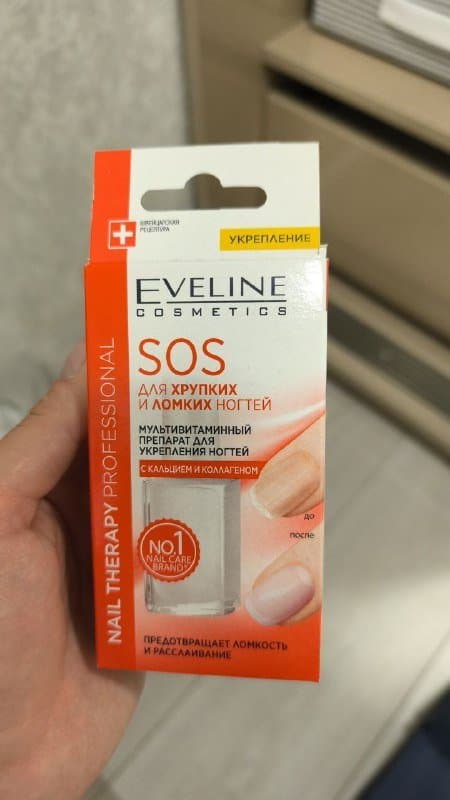 ШВЕЙЦАРСКАЯ
РЕЦЕПТУРА
УКРЕПЛЕНИЕ
EVELINE
COSMETICS
SOS
ДЛЯ ХРУПКИХ
И ЛОМКИХ НОГТЕЙ
МУЛЬТИВИТАМИННЫЙ
ПРЕПАРАТ ДЛЯ
УКРЕПЛЕНИЯ НОГТЕЙ
С КАЛЬЦИЕМ И КОЛЛАГЕНОМ
ДО
ПОСЛЕ
NO.1
NAIL CARE
BRAND*
ПРЕДОТВРАЩАЕТ ЛОМКОСТЬ
И РАССЛАИВАНИЕ
NAIL THERAPY PROFESSIONAL